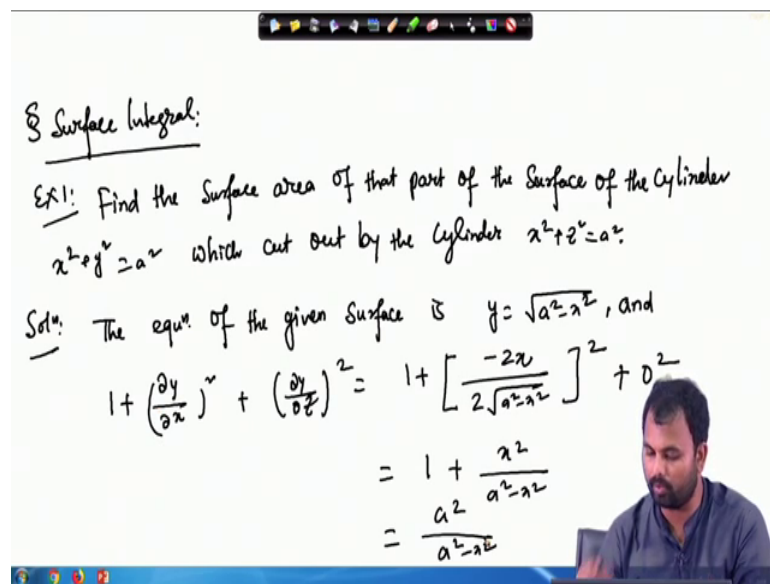 § Surface Integral:
Ex1: Find the Surface area of that part of the Surface of the Cylinder
x²+y²=a² which cut out by the Cylinder x²+z²=a².
Solⁿ: The equⁿ. of the given Surface is y=√(a²-x²), and
1+(∂y/∂x)²+(∂y/∂z)²=1+[-2x/(2√(a²-x²))]²+0²
=1+x²/(a²-x²)
=a²/(a²-x²)